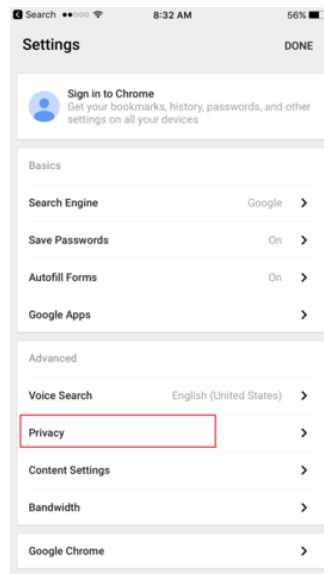 Search 8:32 AM 56%
Settings DONE
Sign in to Chrome
Get your bookmarks, history, passwords, and other
settings on all your devices
Basics
Search Engine Google
Save Passwords On
Autofill Forms On
Google Apps
Advanced
Voice Search English (United States)
Privacy
Content Settings
Bandwidth
Google Chrome